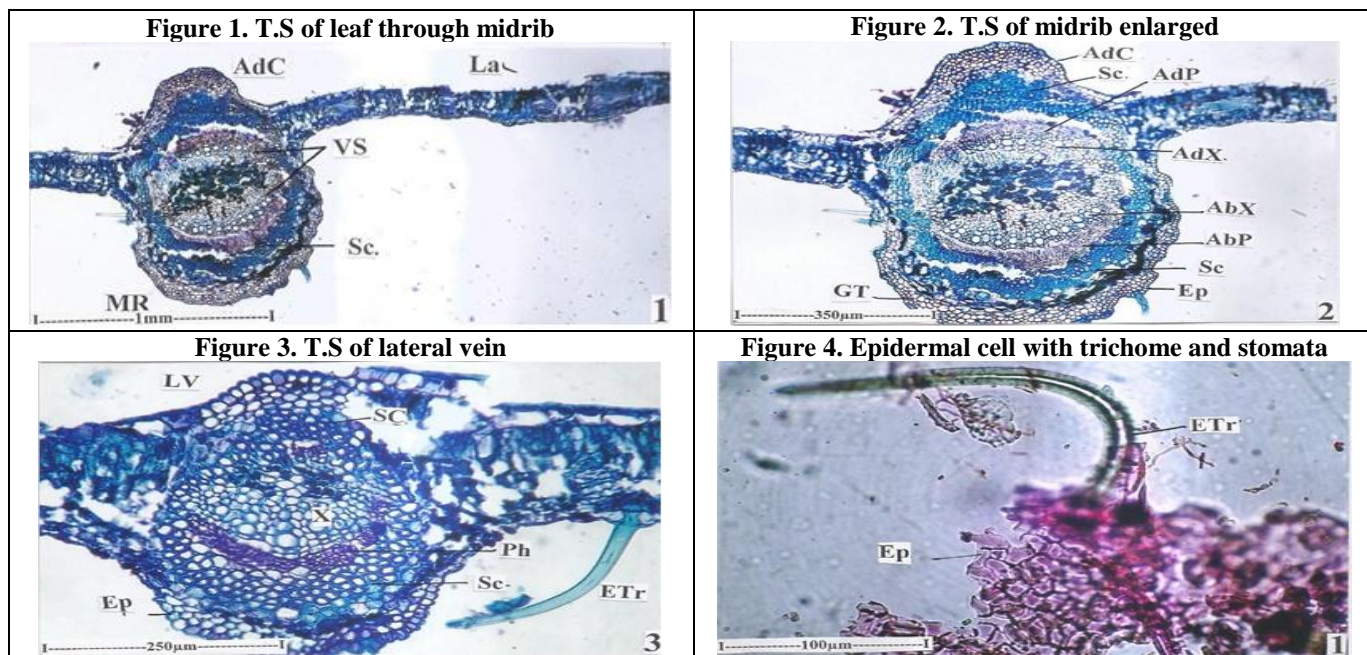 Figure 1. T.S of leaf through midrib
AdC
La
VS
Sc.
MR
I------------1mm------------I
1
Figure 2. T.S of midrib enlarged
AdC
Sc.
AdP
AdX.
AbX
AbP
Sc
GT
Ep
I------------350µm------------I
2
Figure 3. T.S of lateral vein
LV
SC
X
Ph
Sc.
Ep
ETr
I------------250µm------------I
3
Figure 4. Epidermal cell with trichome and stomata
ETr
Ep
I------------100µm------------I
1